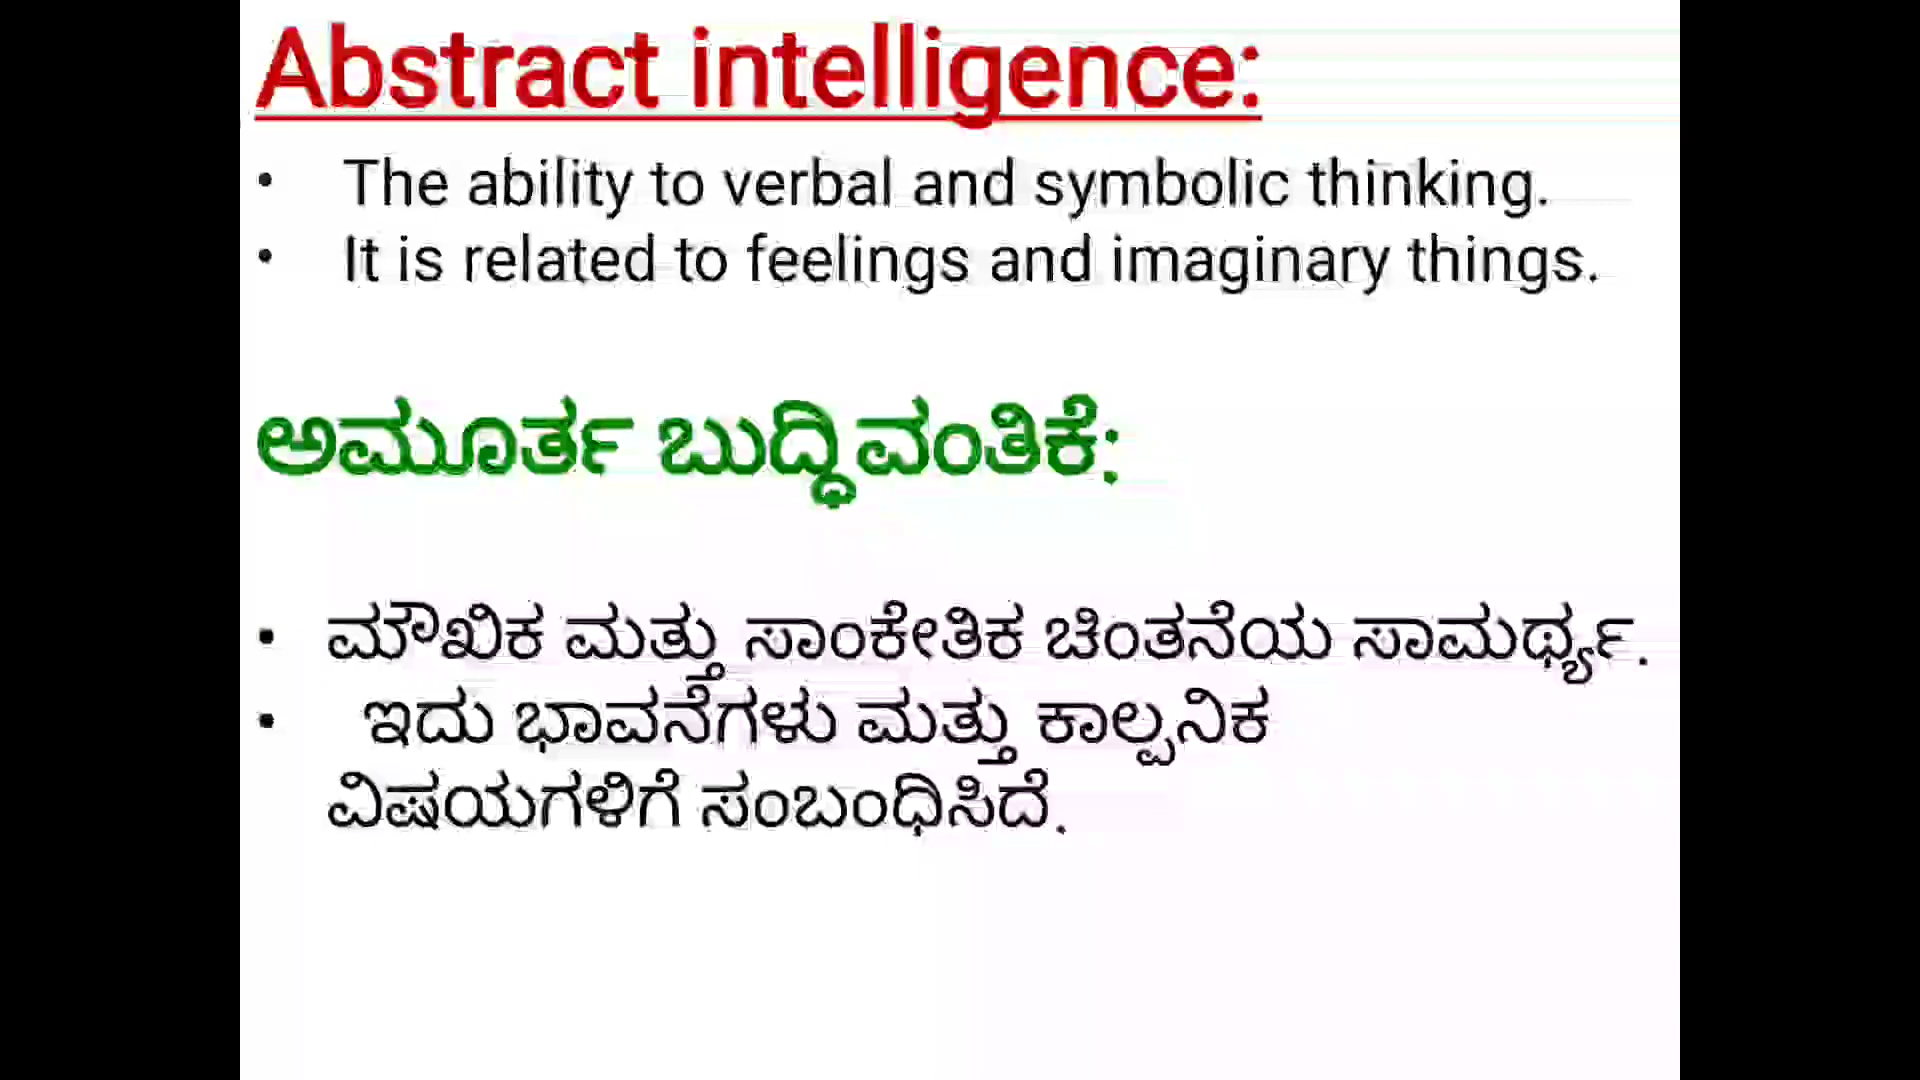 Abstract intelligence:
• The ability to verbal and symbolic thinking.
• It is related to feelings and imaginary things.
ಅಮೂರ್ತ ಬುದ್ಧಿವಂತಿಕೆ:
• ಮೌಖಿಕ ಮತ್ತು ಸಾಂಕೇತಿಕ ಚಿಂತನೆಯ ಸಾಮರ್ಥ್ಯ.
• ಇದು ಭಾವನೆಗಳು ಮತ್ತು ಕಾಲ್ಪನಿಕ
ವಿಷಯಗಳಿಗೆ ಸಂಬಂಧಿಸಿದೆ.